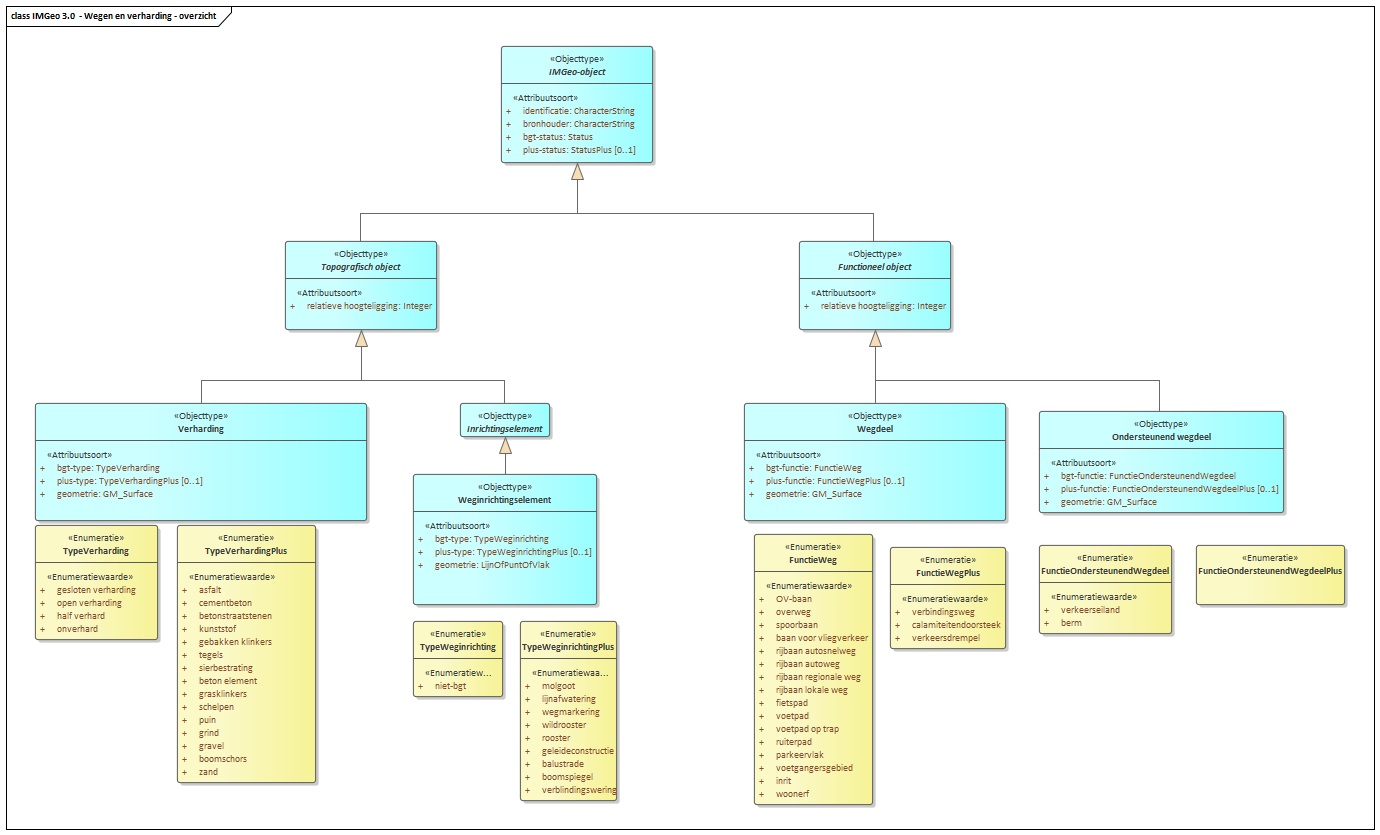 class IMGeo 3.0  - Wegen en verharding - overzicht
«Objecttype»
IMGeo-object
«Attribuutsoort»
+ identificatie: CharacterString
+ bronhouder: CharacterString
+ bgt-status: Status
+ plus-status: StatusPlus [0..1]
«Objecttype»
Topografisch object
«Attribuutsoort»
+ relatieve hoogteligging: Integer
«Objecttype»
Functioneel object
«Attribuutsoort»
+ relatieve hoogteligging: Integer
«Objecttype»
Verharding
«Attribuutsoort»
+ bgt-type: TypeVerharding
+ plus-type: TypeVerhardingPlus [0..1]
+ geometrie: GM_Surface
«Objecttype»
Inrichtingselement
«Objecttype»
Weginrichtingselement
«Attribuutsoort»
+ bgt-type: TypeWeginrichting
+ plus-type: TypeWeginrichtingPlus [0..1]
+ geometrie: LijnOfPuntOfVlak
«Objecttype»
Wegdeel
«Attribuutsoort»
+ bgt-functie: FunctieWeg
+ plus-functie: FunctieWegPlus [0..1]
+ geometrie: GM_Surface
«Objecttype»
Ondersteunend wegdeel
«Attribuutsoort»
+ bgt-functie: FunctieOndersteunendWegdeel
+ plus-functie: FunctieOndersteunendWegdeelPlus [0..1]
+ geometrie: GM_Surface
«Enumeratie»
TypeVerharding
«Enumeratiewaarde»
+ gesloten verharding
+ open verharding
+ half verhard
+ onverhard
«Enumeratie»
TypeVerhardingPlus
«Enumeratiewaarde»
+ asfalt
+ cementbeton
+ betonstraatstenen
+ kunststof
+ gebakken klinkers
+ tegels
+ sierbestrating
+ beton element
+ grasklinkers
+ schelpen
+ puin
+ grind
+ gravel
+ boomschors
+ zand
«Enumeratie»
TypeWeginrichting
«Enumeratiew...
+ niet-bgt
«Enumeratie»
TypeWeginrichtingPlus
«Enumeratiewaa...
+ molgoot
+ lijnafwatering
+ wegmarkering
+ wildrooster
+ rooster
+ geleideconstructie
+ balustrade
+ boomspiegel
+ verblindingswering
«Enumeratie»
FunctieWeg
«Enumeratiewaarde»
+ OV-baan
+ overweg
+ spoorbaan
+ baan voor vliegverkeer
+ rijbaan autosnelweg
+ rijbaan autoweg
+ rijbaan regionale weg
+ rijbaan lokale weg
+ fietspad
+ voetpad
+ voetpad op trap
+ ruiterpad
+ parkeervlak
+ voetgangersgebied
+ inrit
+ woonerf
«Enumeratie»
FunctieWegPlus
«Enumeratiewaarde»
+ verbindingsweg
+ calamiteitendoorsteek
+ verkeersdrempel
«Enumeratie»
FunctieOndersteunendWegdeel
«Enumeratiewaarde»
+ verkeerseiland
+ berm
«Enumeratie»
FunctieOndersteunendWegdeelPlus